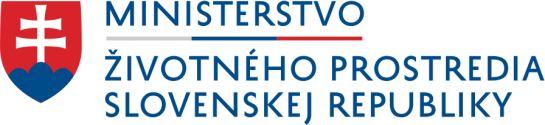 MINISTERSTVO
ŽIVOTNÉHO PROSTREDIA
SLOVENSKEJ REPUBLIKY